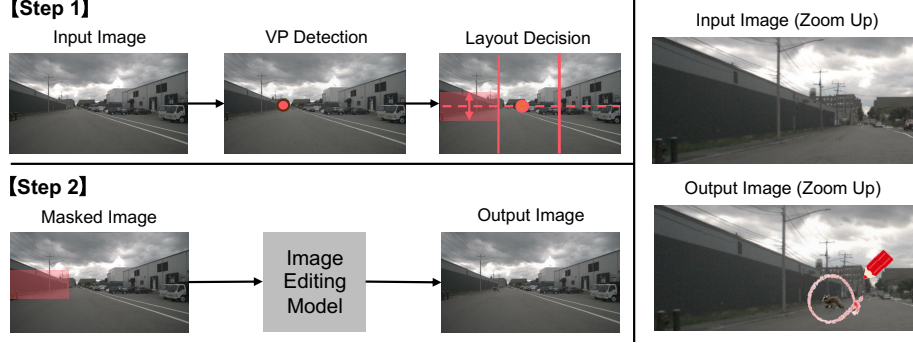 【Step 1】
Input Image
VP Detection
Layout Decision
【Step 2】
Masked Image
Image
Editing
Model
Output Image
Input Image (Zoom Up)
Output Image (Zoom Up)